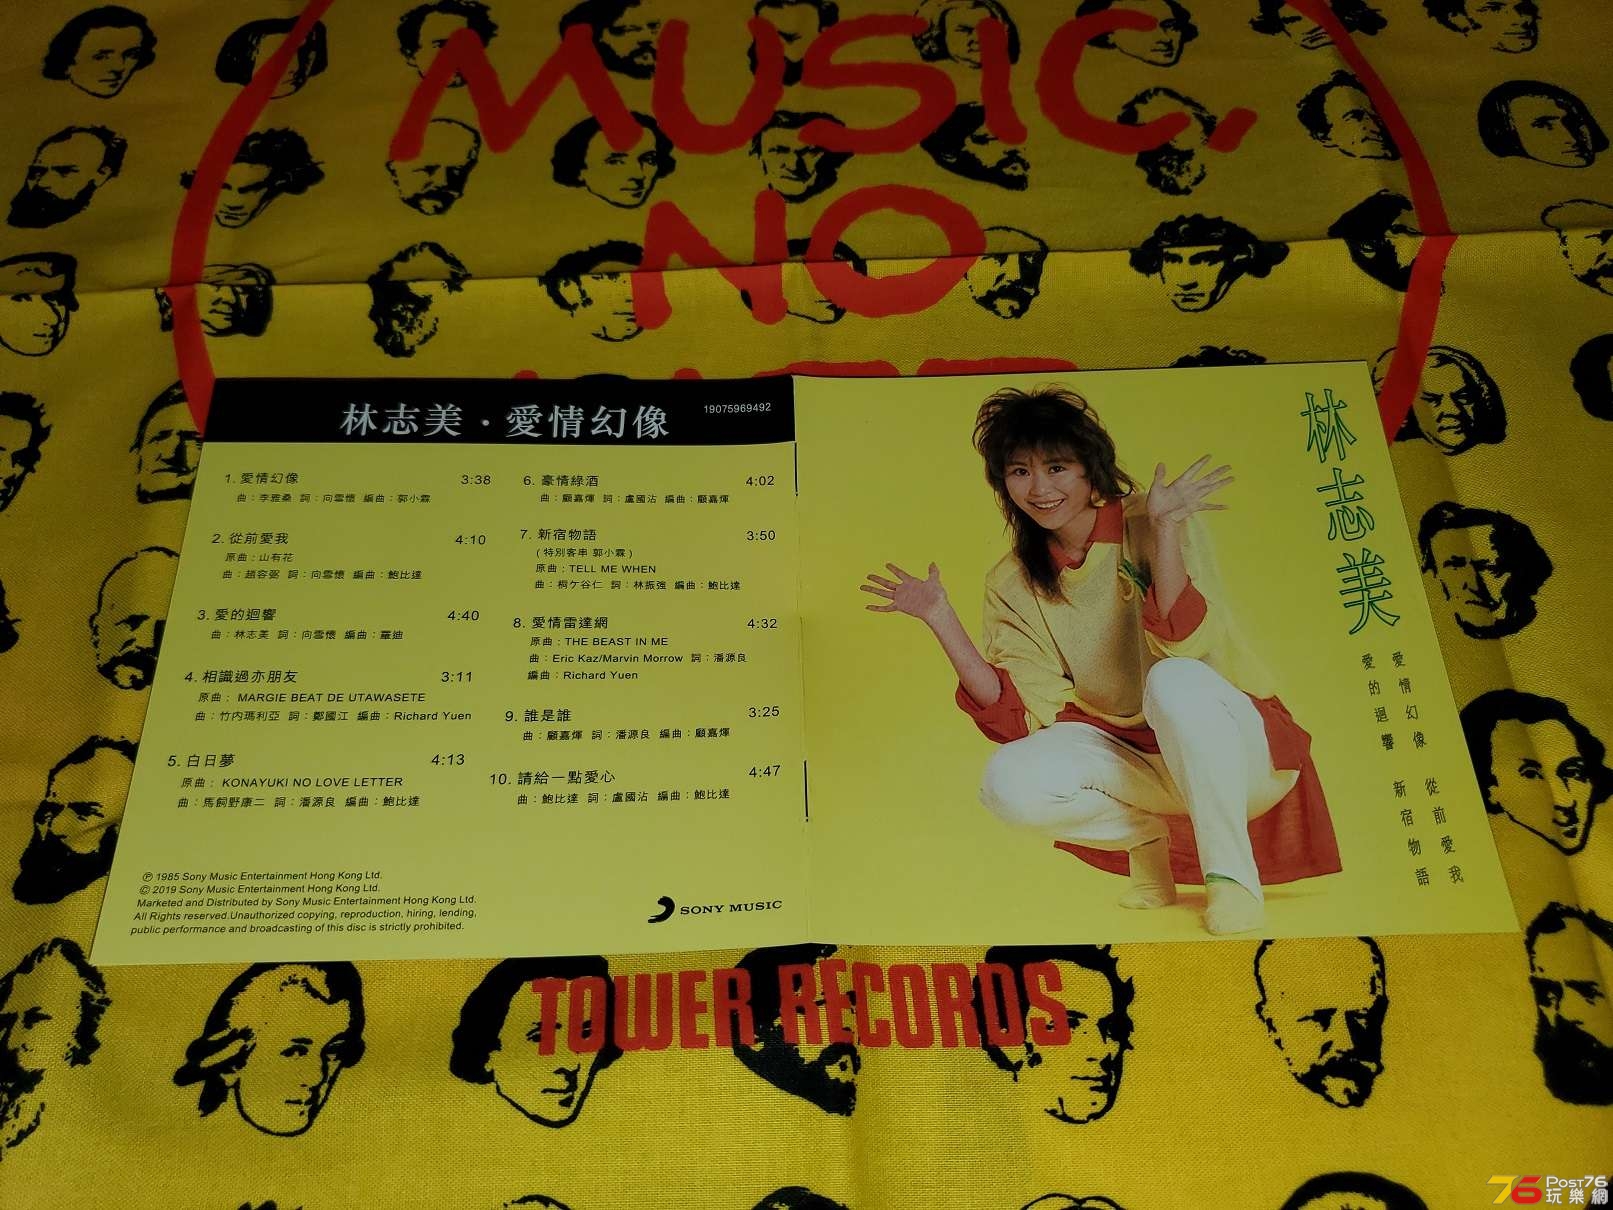 MUSIC,
NO
林志美・愛情幻像
19075969492
1. 愛情幻像 3:38
曲：李雅桑 詞：向雪懷 編曲：郭小霖
2. 從前愛我 4:10
原曲：山有花
曲：趙容弼 詞：向雪懷 編曲：鮑比達
3. 愛的迴響 4:40
曲：林志美 詞：向雪懷 編曲：羅迪
4. 相識過亦朋友 3:11
原曲： MARGIE BEAT DE UTAWASETE
曲：竹內瑪利亞 詞：鄭國江 編曲：Richard Yuen
5. 白日夢 4:13
原曲： KONAYUKI NO LOVE LETTER
曲：馬飼野康二 詞：潘源良 編曲：鮑比達
6. 豪情綠酒 4:02
曲：顧嘉煇 詞：盧國沾 編曲：顧嘉煇
7. 新宿物語 3:50
(特別客串 郭小霖)
原曲：TELL ME WHEN
曲：桐ケ谷仁 詞：林振強 編曲：鮑比達
8. 愛情雷達網 4:32
原曲：THE BEAST IN ME
曲：Eric Kaz/Marvin Morrow 詞：潘源良
編曲：Richard Yuen
9. 誰是誰 3:25
曲：顧嘉煇 詞：潘源良 編曲：顧嘉煇
10. 請給一點愛心 4:47
曲：鮑比達 詞：盧國沾 編曲：鮑比達
℗ 1985 Sony Music Entertainment Hong Kong Ltd.
© 2019 Sony Music Entertainment Hong Kong Ltd.
Marketed and Distributed by Sony Music Entertainment Hong Kong Ltd.
All Rights reserved.Unauthorized copying, reproduction, hiring, lending,
public performance and broadcasting of this disc is strictly prohibited.
SONY MUSIC
林志美
愛情幻像 從前愛我
愛的迴響 新宿物語
TOWER RECORDS
76 Post76
玩樂網